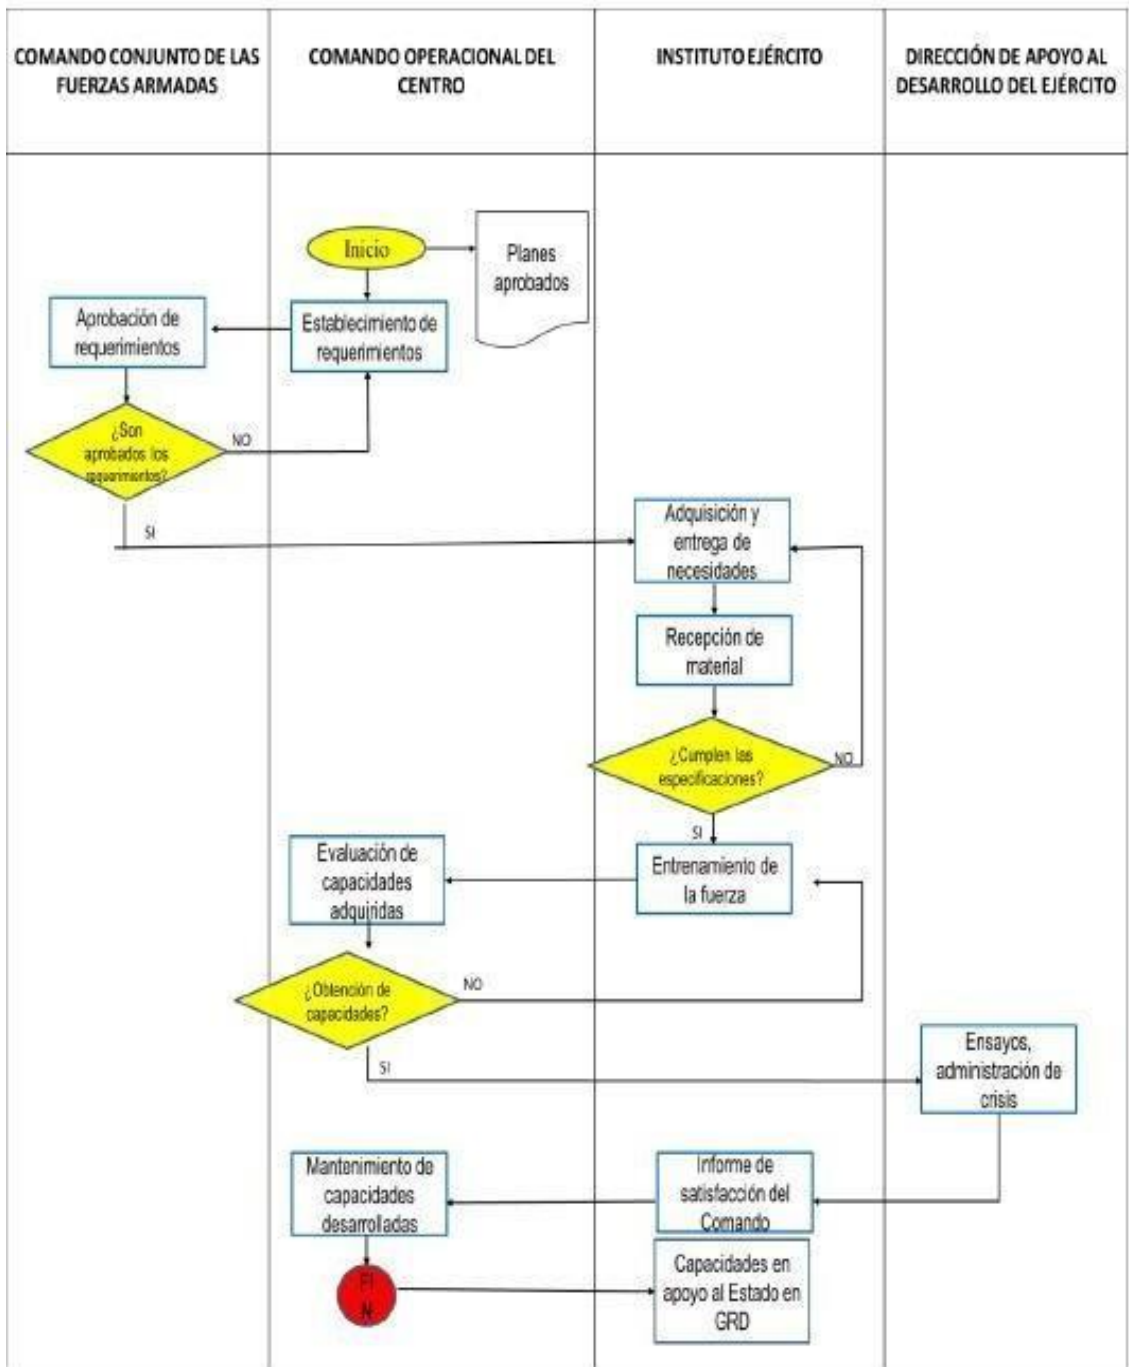 COMANDO CONJUNTO DE LAS
FUERZAS ARMADAS
COMANDO OPERACIONAL DEL
CENTRO
INSTITUTO EJÉRCITO
DIRECCIÓN DE APOYO AL
DESARROLLO DEL EJÉRCITO
Inicio
Planes
aprobados
Establecimiento de
requerimientos
Aprobación de
requerimientos
¿Son
aprobados los
requerimientos?
NO
SI
Adquisición y
entrega de
necesidades
Recepción de
material
¿Cumplen las
especificaciones?
NO
SI
Entrenamiento de
la fuerza
Evaluación de
capacidades
adquiridas
¿Obtención de
capacidades?
NO
SI
Ensayos,
administración de
crisis
Informe de
satisfacción del
Comando
Mantenimiento de
capacidades
desarrolladas
FI
N
Capacidades en
apoyo al Estado en
GRD